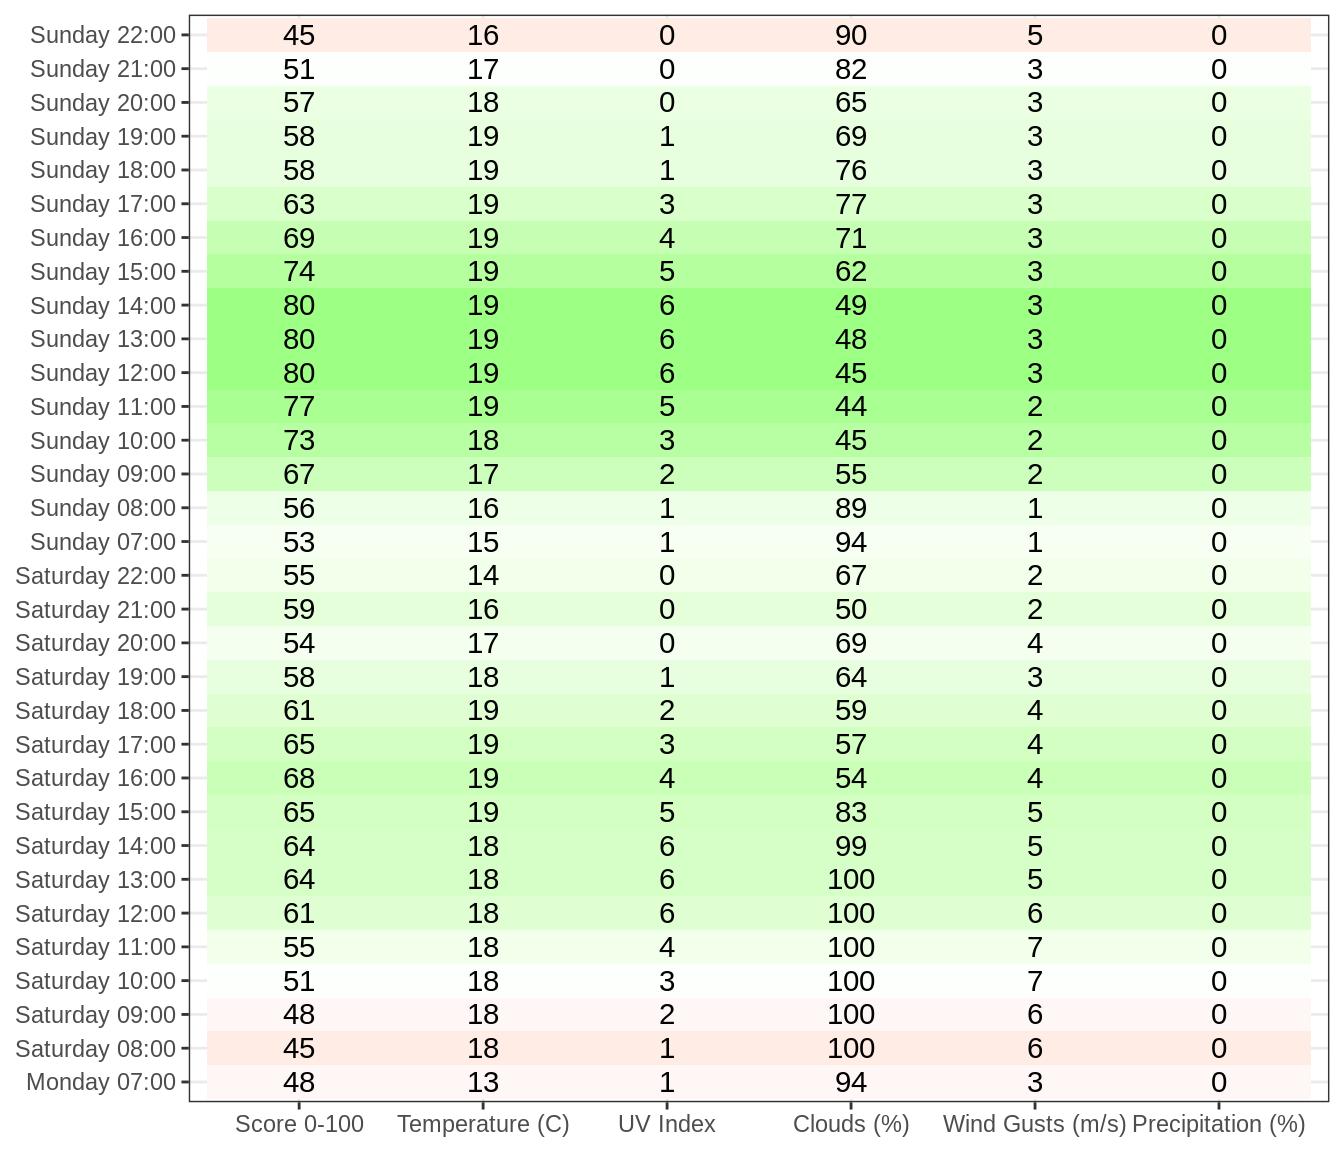 Sunday 22:00 45 16 0 90 5 0
Sunday 21:00 51 17 0 82 3 0
Sunday 20:00 57 18 0 65 3 0
Sunday 19:00 58 19 1 69 3 0
Sunday 18:00 58 19 1 76 3 0
Sunday 17:00 63 19 3 77 3 0
Sunday 16:00 69 19 4 71 3 0
Sunday 15:00 74 19 5 62 3 0
Sunday 14:00 80 19 6 49 3 0
Sunday 13:00 80 19 6 48 3 0
Sunday 12:00 80 19 6 45 3 0
Sunday 11:00 77 19 5 44 2 0
Sunday 10:00 73 18 3 45 2 0
Sunday 09:00 67 17 2 55 2 0
Sunday 08:00 56 16 1 89 1 0
Sunday 07:00 53 15 1 94 1 0
Saturday 22:00 55 14 0 67 2 0
Saturday 21:00 59 16 0 50 2 0
Saturday 20:00 54 17 0 69 4 0
Saturday 19:00 58 18 1 64 3 0
Saturday 18:00 61 19 2 59 4 0
Saturday 17:00 65 19 3 57 4 0
Saturday 16:00 68 19 4 54 4 0
Saturday 15:00 65 19 5 83 5 0
Saturday 14:00 64 18 6 99 5 0
Saturday 13:00 64 18 6 100 5 0
Saturday 12:00 61 18 6 100 6 0
Saturday 11:00 55 18 4 100 7 0
Saturday 10:00 51 18 3 100 7 0
Saturday 09:00 48 18 2 100 6 0
Saturday 08:00 45 18 1 100 6 0
Monday 07:00 48 13 1 94 3 0
Score 0-100 Temperature (C) UV Index Clouds (%) Wind Gusts (m/s) Precipitation (%)